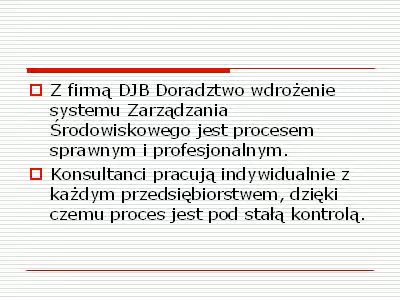 Z firmą DJB Doradztwo wdrożenie
systemu Zarządzania
Środowiskowego jest procesem
sprawnym i profesjonalnym.
Konsultanci pracują indywidualnie z
każdym przedsiębiorstwem, dzięki
czemu proces jest pod stałą kontrolą.